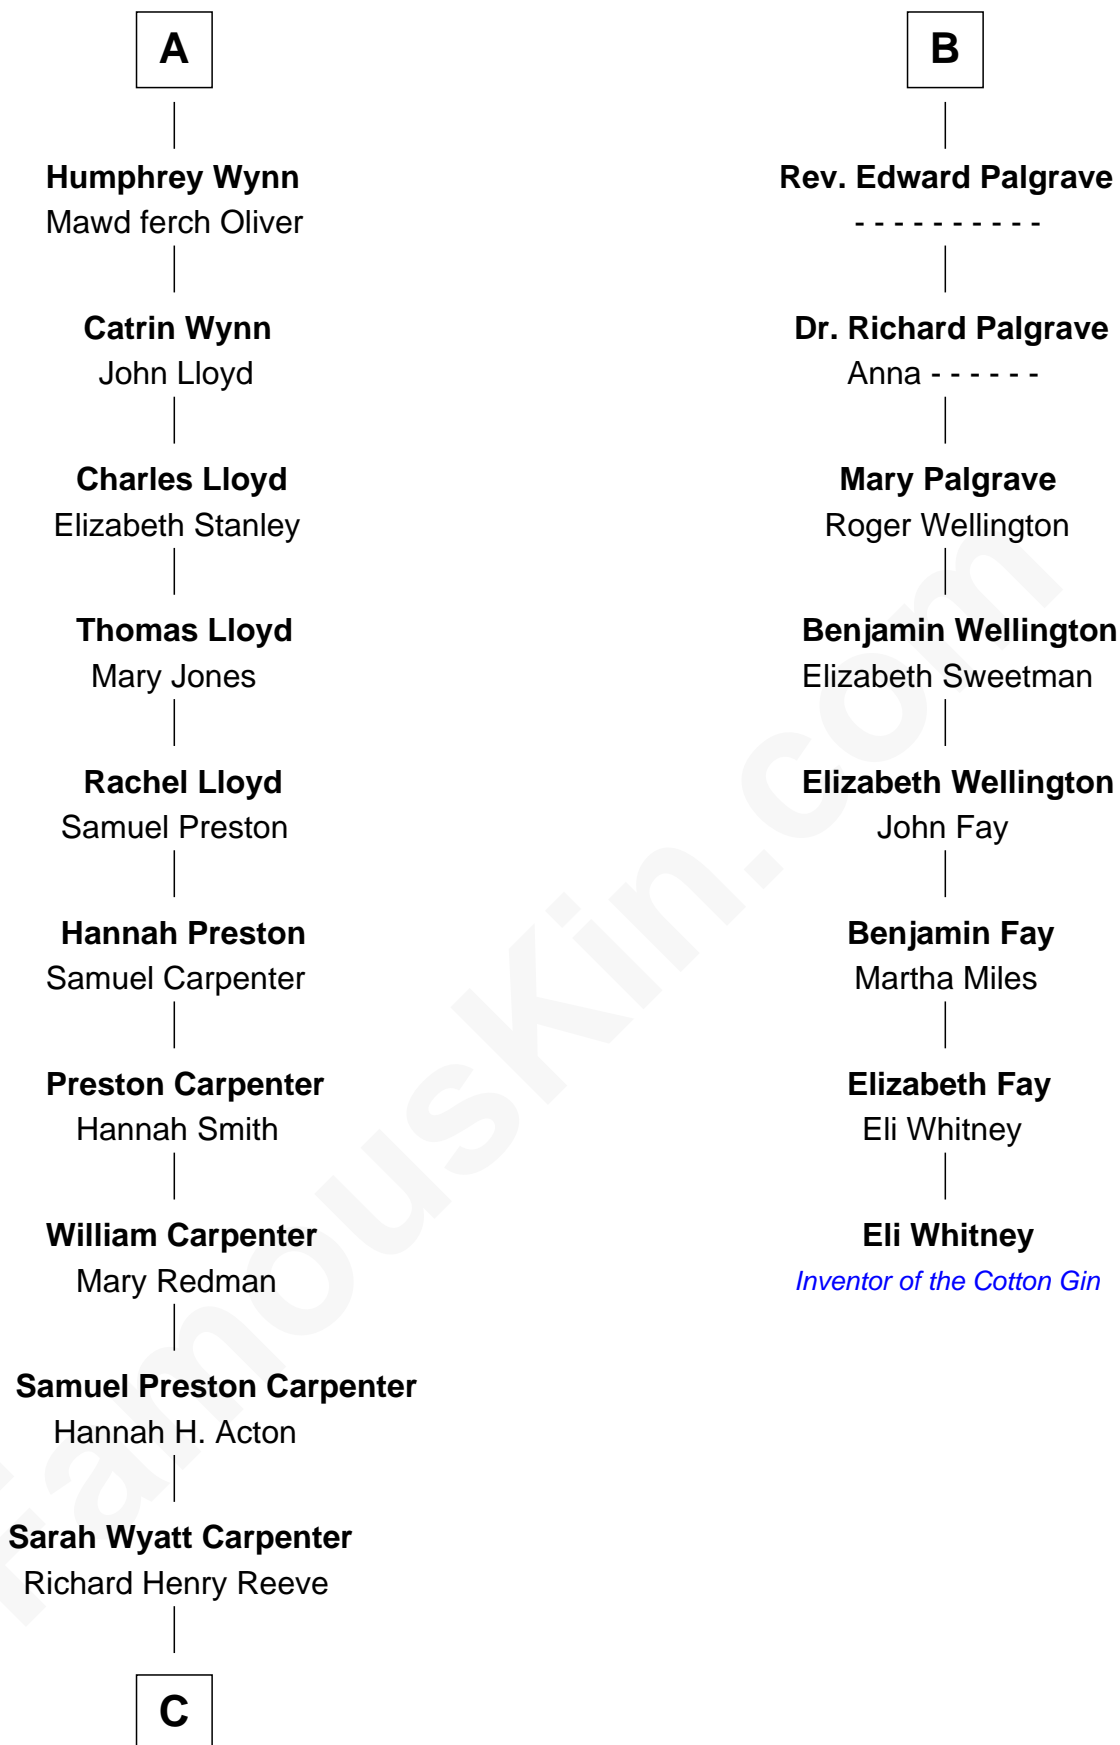 A
Humphrey Wynn
Mawd ferch Oliver
Catrin Wynn
John Lloyd
Charles Lloyd
Elizabeth Stanley
Thomas Lloyd
Mary Jones
Rachel Lloyd
Samuel Preston
Hannah Preston
Samuel Carpenter
Preston Carpenter
Hannah Smith
William Carpenter
Mary Redman
Samuel Preston Carpenter
Hannah H. Acton
Sarah Wyatt Carpenter
Richard Henry Reeve
C
B
Rev. Edward Palgrave
- - - - - - - - - -
Dr. Richard Palgrave
Anna - - - - - -
Mary Palgrave
Roger Wellington
Benjamin Wellington
Elizabeth Sweetman
Elizabeth Wellington
John Fay
Benjamin Fay
Martha Miles
Elizabeth Fay
Eli Whitney
Eli Whitney
Inventor of the Cotton Gin
FamousKin.com